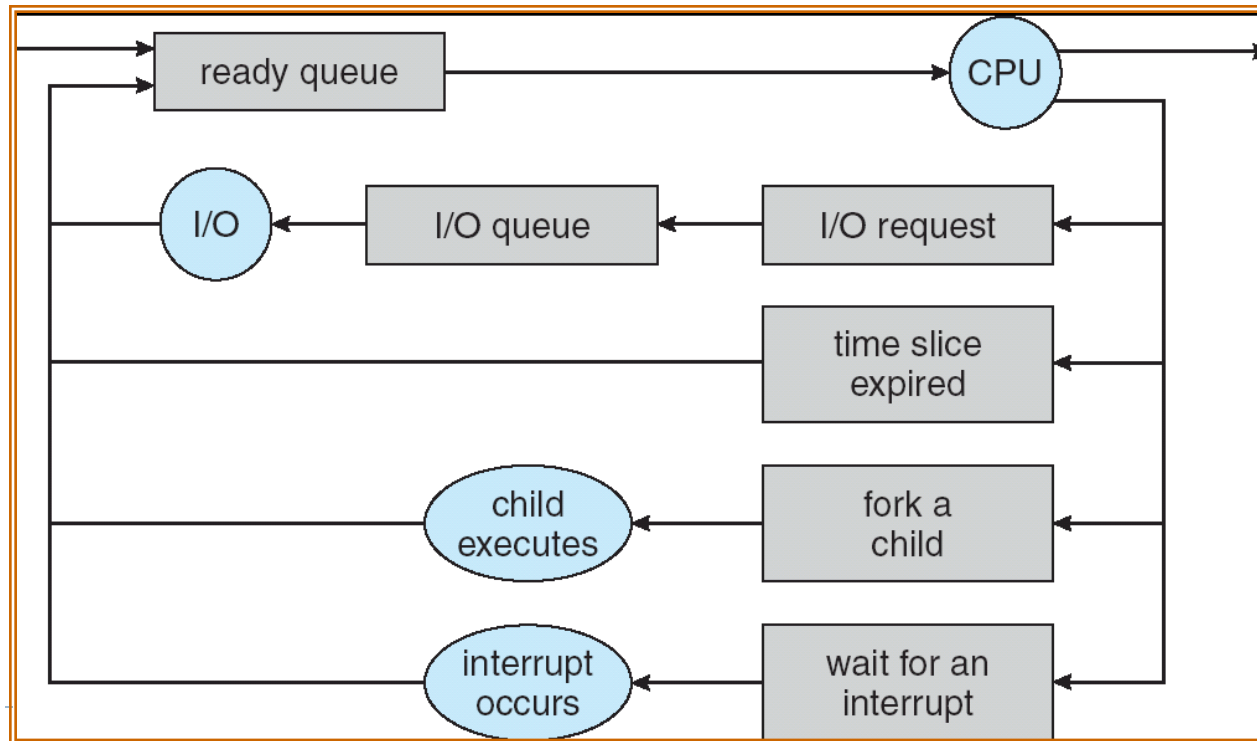 ready queue
CPU
I/O
I/O queue
I/O request
time slice
expired
child
executes
fork a
child
interrupt
occurs
wait for an
interrupt